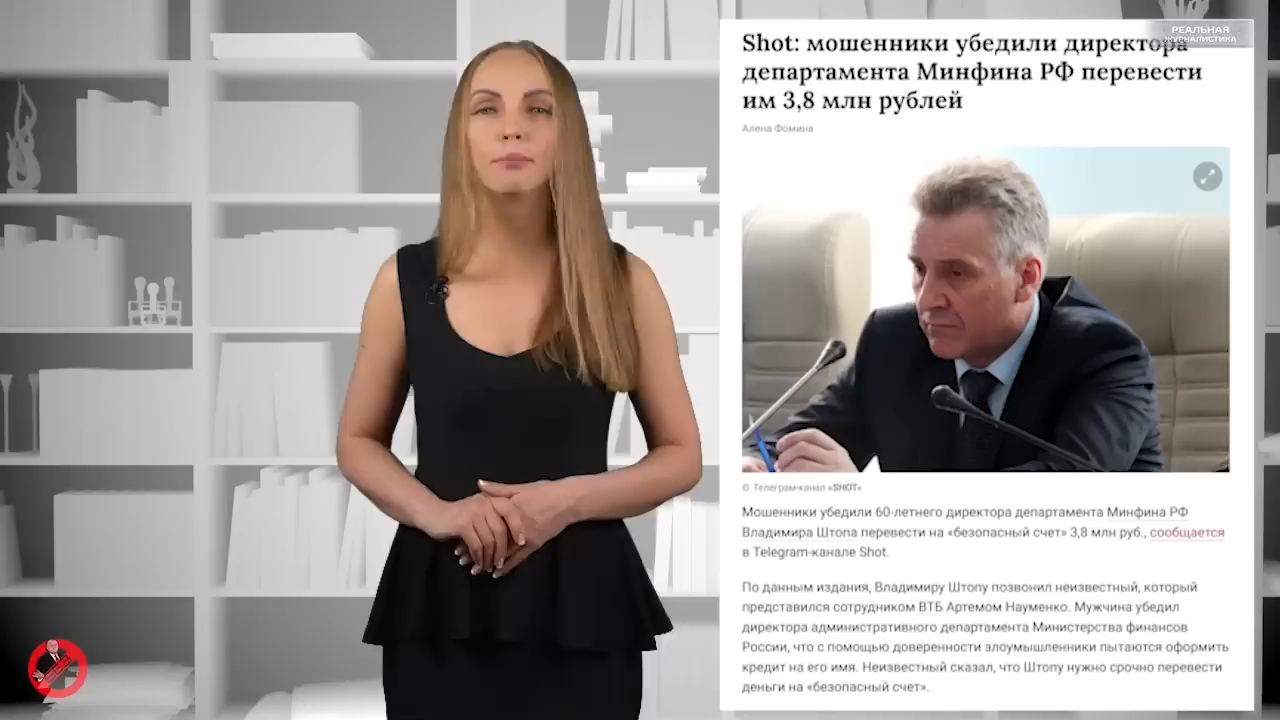 РЕАЛЬНАЯ
ЖУРНАЛИСТИКА
Shot: мошенники убедили директора
департамента Минфина РФ перевести
им 3,8 млн рублей
Алена Фомина
© Телеграм-канал «SHOT»
Мошенники убедили 60-летнего директора департамента Минфина РФ
Владимира Штопа перевести на «безопасный счет» 3,8 млн руб., сообщается
в Telegram-канале Shot.
По данным издания, Владимиру Штопу позвонил неизвестный, который
представился сотрудником ВТБ Артемом Науменко. Мужчина убедил
директора административного департамента Министерства финансов
России, что с помощью доверенности злоумышленники пытаются оформить
кредит на его имя. Неизвестный сказал, что Штопу нужно срочно перевести
деньги на «безопасный счет».